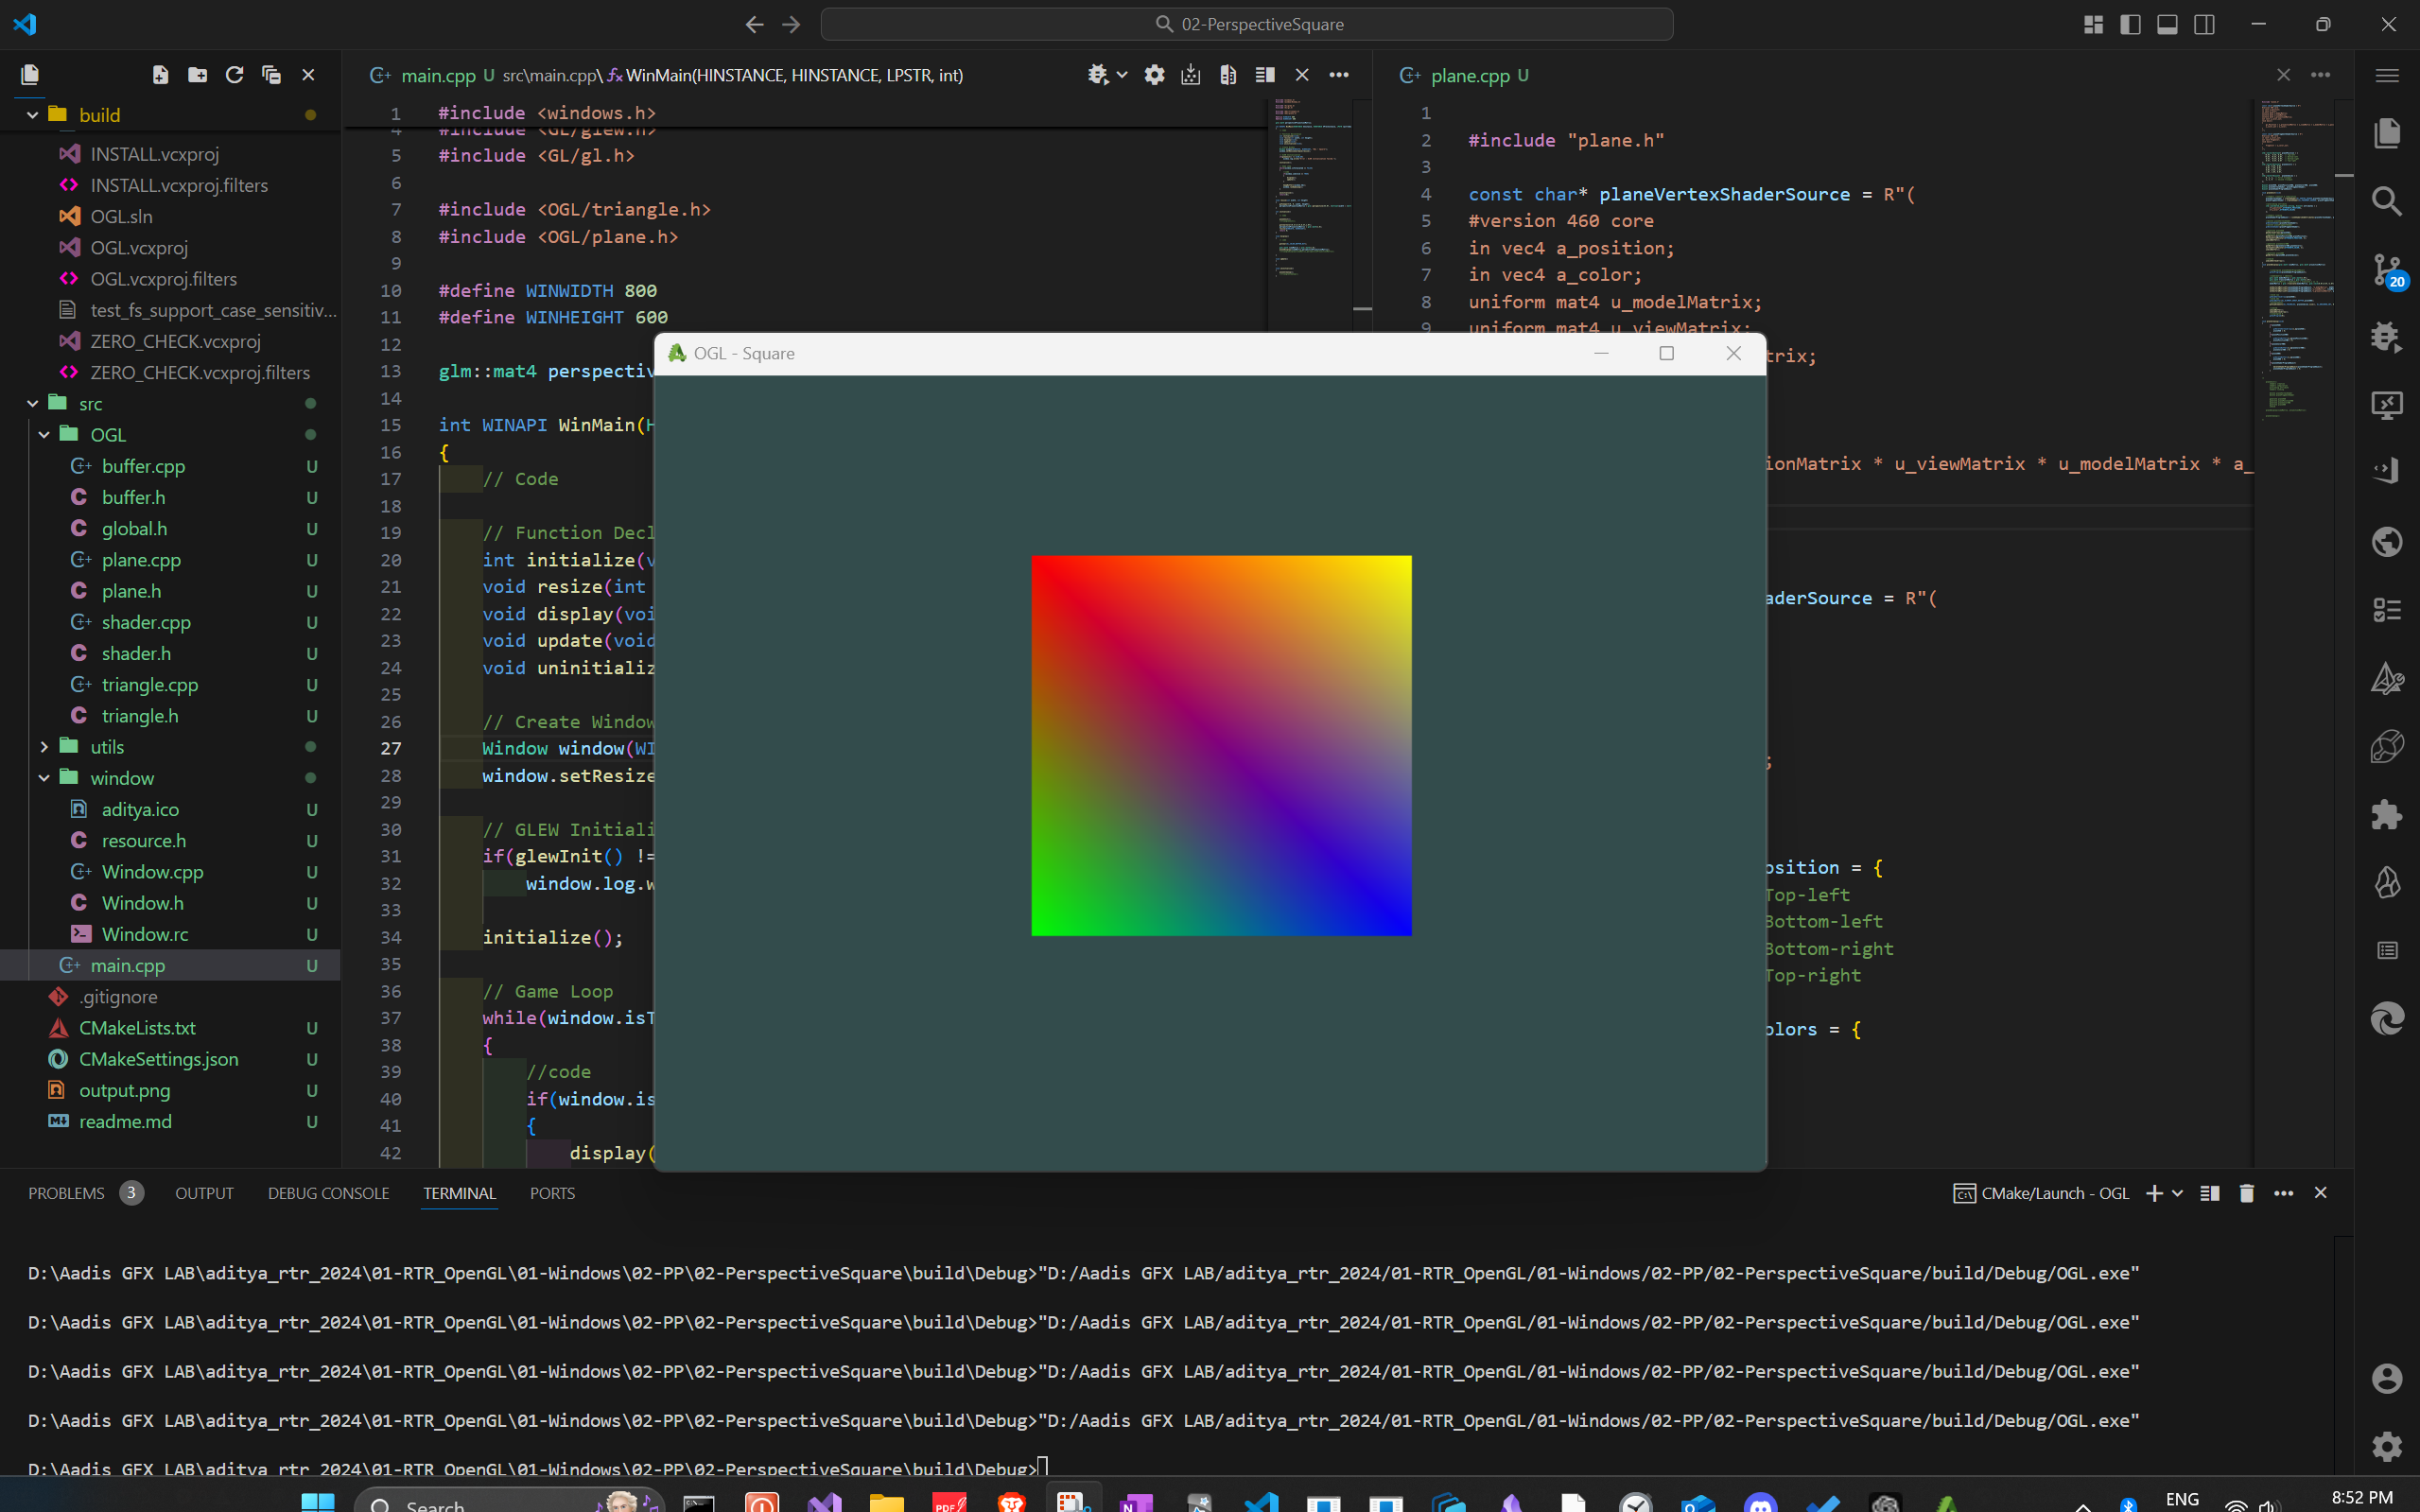 02-PerspectiveSquare
build
INSTALL.vcxproj
INSTALL.vcxproj.filters
OGL.sln
OGL.vcxproj
OGL.vcxproj.filters
test_fs_support_case_sensitiv...
ZERO_CHECK.vcxproj
ZERO_CHECK.vcxproj.filters
src
OGL
buffer.cpp U
buffer.h U
global.h U
plane.cpp U
plane.h U
shader.cpp U
shader.h U
triangle.cpp U
triangle.h U
utils
window
aditya.ico U
resource.h U
Window.cpp U
Window.h U
Window.rc U
main.cpp U
.gitignore
CMakeLists.txt U
CMakeSettings.json U
output.png U
readme.md U
main.cpp U src\main.cpp\ WinMain(HINSTANCE, HINSTANCE, LPSTR, int)
1 #include <windows.h>
4 #include <GL/glew.h>
5 #include <GL/gl.h>
6
7 #include <OGL/triangle.h>
8 #include <OGL/plane.h>
9
10 #define WINWIDTH 800
11 #define WINHEIGHT 600
12
13 glm::mat4 perspectiv
14
15 int WINAPI WinMain(H
16 {
17 // Code
18
19 // Function Decl
20 int initialize(v
21 void resize(int
22 void display(voi
23 void update(void
24 void uninitializ
25
26 // Create Window
27 Window window(WI
28 window.setResize
29
30 // GLEW Initiali
31 if(glewInit() !=
32 window.log.w
33
34 initialize();
35
36 // Game Loop
37 while(window.isT
38 {
39 //code
40 if(window.is
41 {
42 display(
plane.cpp U
1
2 #include "plane.h"
3
4 const char* planeVertexShaderSource = R"(
5 #version 460 core
6 in vec4 a_position;
7 in vec4 a_color;
8 uniform mat4 u_modelMatrix;
9 uniform mat4 u_viewMatrix;
trix;
ionMatrix * u_viewMatrix * u_modelMatrix * a_
aderSource = R"(
;
osition = {
Top-left
Bottom-left
Bottom-right
Top-right
olors = {
OGL - Square
20
PROBLEMS 3 OUTPUT DEBUG CONSOLE TERMINAL PORTS
CMake/Launch - OGL
D:\Aadis GFX LAB\aditya_rtr_2024\01-RTR_OpenGL\01-Windows\02-PP\02-PerspectiveSquare\build\Debug>"D:/Aadis GFX LAB/aditya_rtr_2024/01-RTR_OpenGL/01-Windows/02-PP/02-PerspectiveSquare/build/Debug/OGL.exe"
D:\Aadis GFX LAB\aditya_rtr_2024\01-RTR_OpenGL\01-Windows\02-PP\02-PerspectiveSquare\build\Debug>"D:/Aadis GFX LAB/aditya_rtr_2024/01-RTR_OpenGL/01-Windows/02-PP/02-PerspectiveSquare/build/Debug/OGL.exe"
D:\Aadis GFX LAB\aditya_rtr_2024\01-RTR_OpenGL\01-Windows\02-PP\02-PerspectiveSquare\build\Debug>"D:/Aadis GFX LAB/aditya_rtr_2024/01-RTR_OpenGL/01-Windows/02-PP/02-PerspectiveSquare/build/Debug/OGL.exe"
D:\Aadis GFX LAB\aditya_rtr_2024\01-RTR_OpenGL\01-Windows\02-PP\02-PerspectiveSquare\build\Debug>"D:/Aadis GFX LAB/aditya_rtr_2024/01-RTR_OpenGL/01-Windows/02-PP/02-PerspectiveSquare/build/Debug/OGL.exe"
D:\Aadis GFX LAB\aditya_rtr_2024\01-RTR_OpenGL\01-Windows\02-PP\02-PerspectiveSquare\build\Debug>
Search
PDF
ENG
8:52 PM